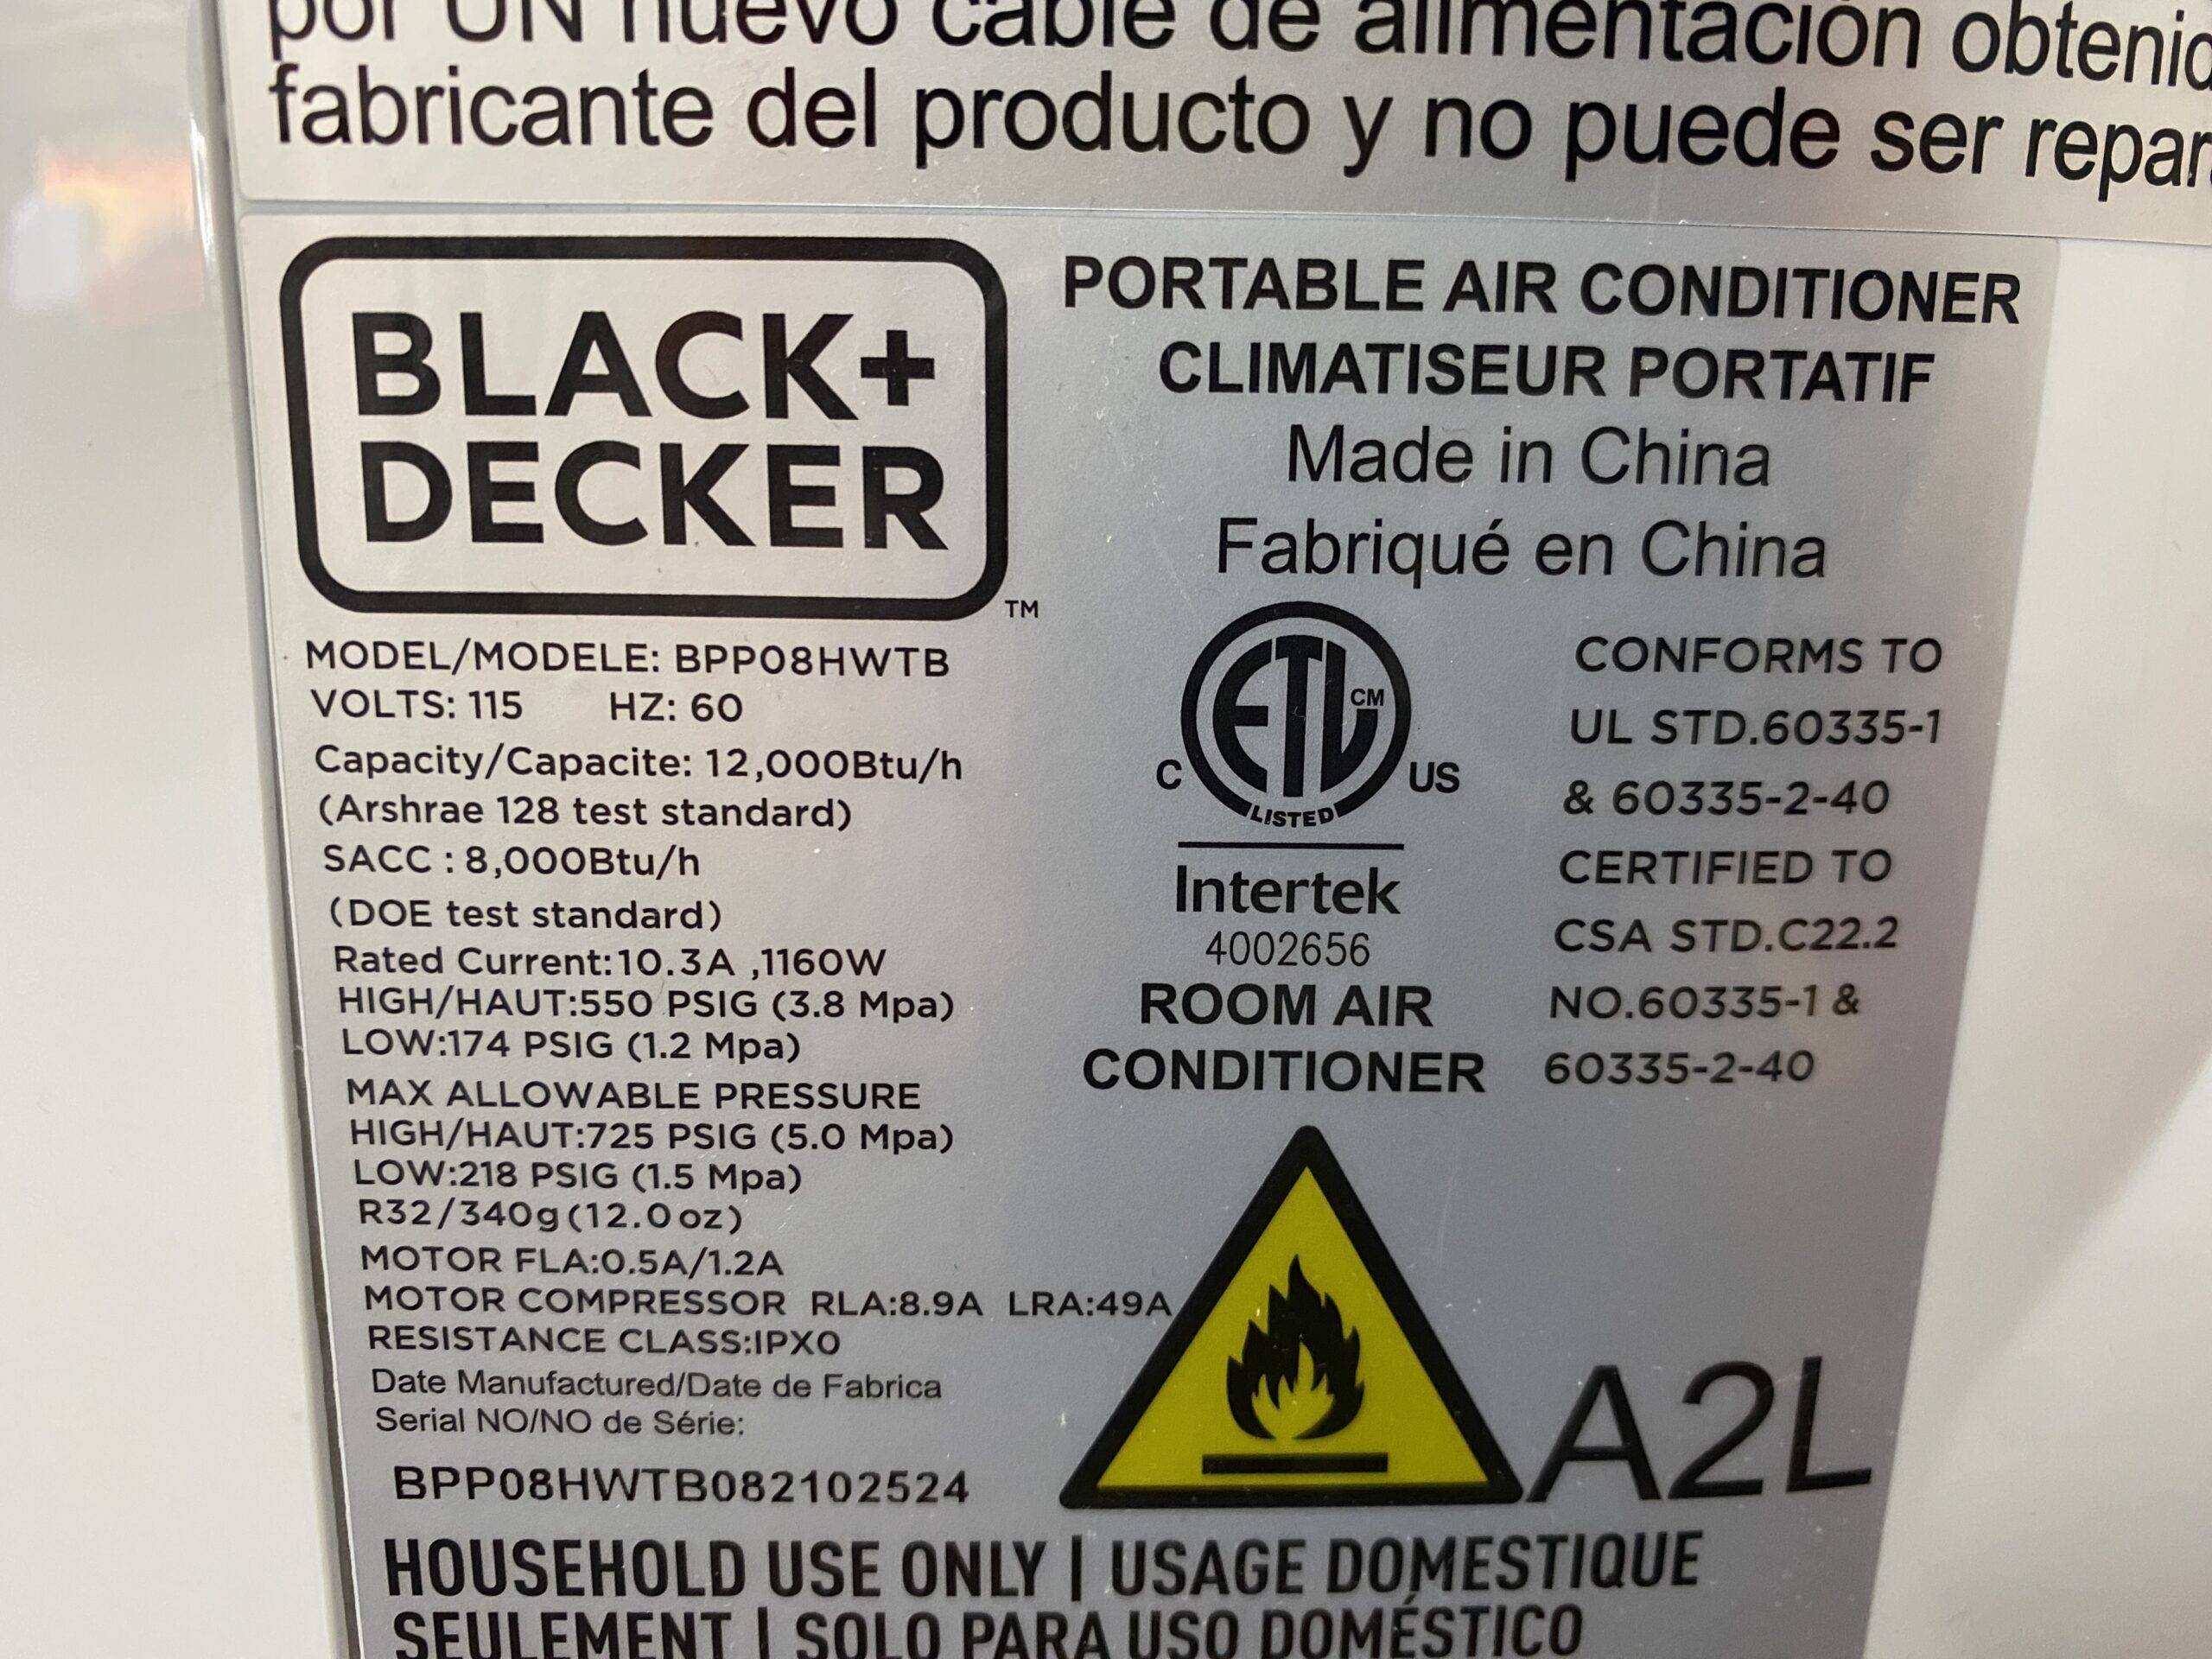 por UN nuevo cable de alimentación
fabricante del producto y no puede ser
BLACK+
DECKER
TM
PORTABLE AIR CONDITIONER
CLIMATISEUR PORTATIF
Made in China
Fabriqué en China
MODEL/MODELE: BPP08HWTB
VOLTS: 115 HZ: 60
Capacity/Capacite: 12,000Btu/h
(Arshrae 128 test standard)
SACC : 8,000Btu/h
(DOE test standard)
Rated Current:10.3A ,1160W
HIGH/HAUT:550 PSIG (3.8 Mpa)
LOW:174 PSIG (1.2 Mpa)
MAX ALLOWABLE PRESSURE
HIGH/HAUT:725 PSIG (5.0 Mpa)
LOW:218 PSIG (1.5 Mpa)
R32/340g(12.0oz)
MOTOR FLA:0.5A/1.2A
MOTOR COMPRESSOR RLA:8.9A LRA:49A
RESISTANCE CLASS:IPX0
Date Manufactured/Date de Fabrica
Serial NO/NO de Série:
BPP08HWTB082102524
ETL CM
C US
LISTED
Intertek
4002656
ROOM AIR
CONDITIONER
CONFORMS TO
UL STD.60335-1
& 60335-2-40
CERTIFIED TO
CSA STD.C22.2
NO.60335-1 &
60335-2-40
A2L
HOUSEHOLD USE ONLY | USAGE DOMESTIQUE
SEULEMENT | SOLO PARA USO DOMÉSTICO